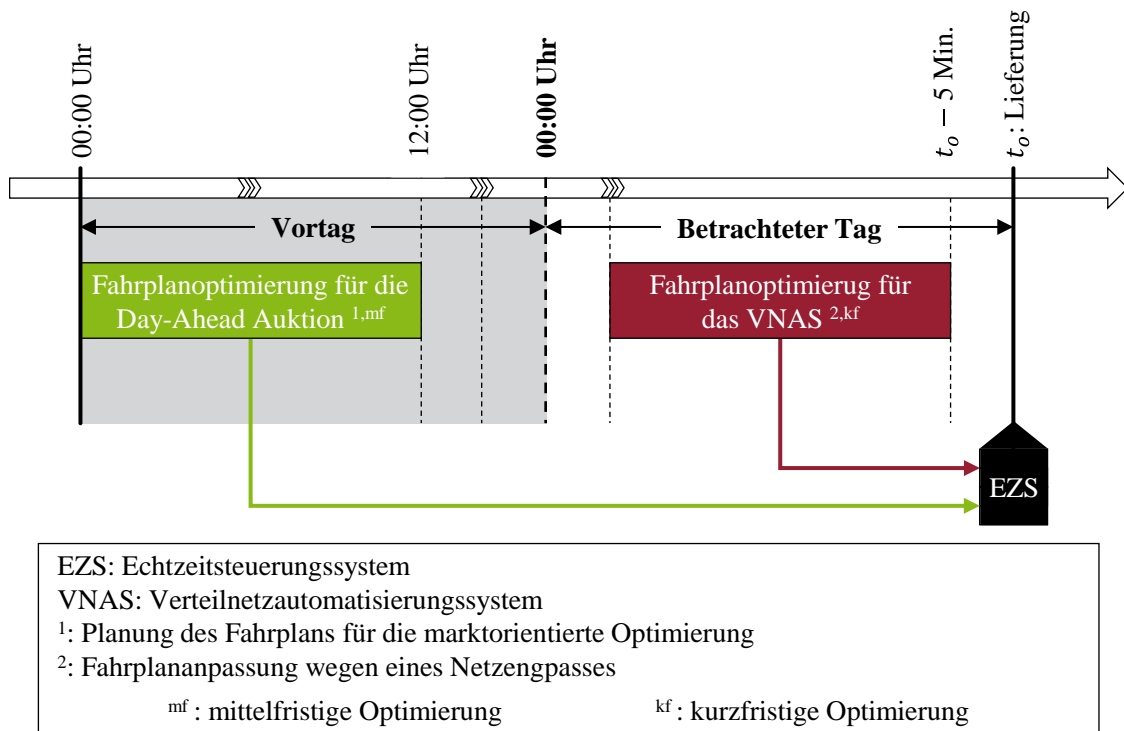 00:00 Uhr
12:00 Uhr
00:00 Uhr
t_o − 5 Min.
t_o: Lieferung
Vortag
Betrachteter Tag
Fahrplanoptimierung für die
Day-Ahead Auktion 1,mf
Fahrplanoptimierug für
das VNAS 2,kf
EZS
EZS: Echtzeitsteuerungssystem
VNAS: Verteilnetzautomatisierungssystem
1: Planung des Fahrplans für die marktorientierte Optimierung
2: Fahrplananpassung wegen eines Netzengpasses
mf : mittelfristige Optimierung
kf : kurzfristige Optimierung